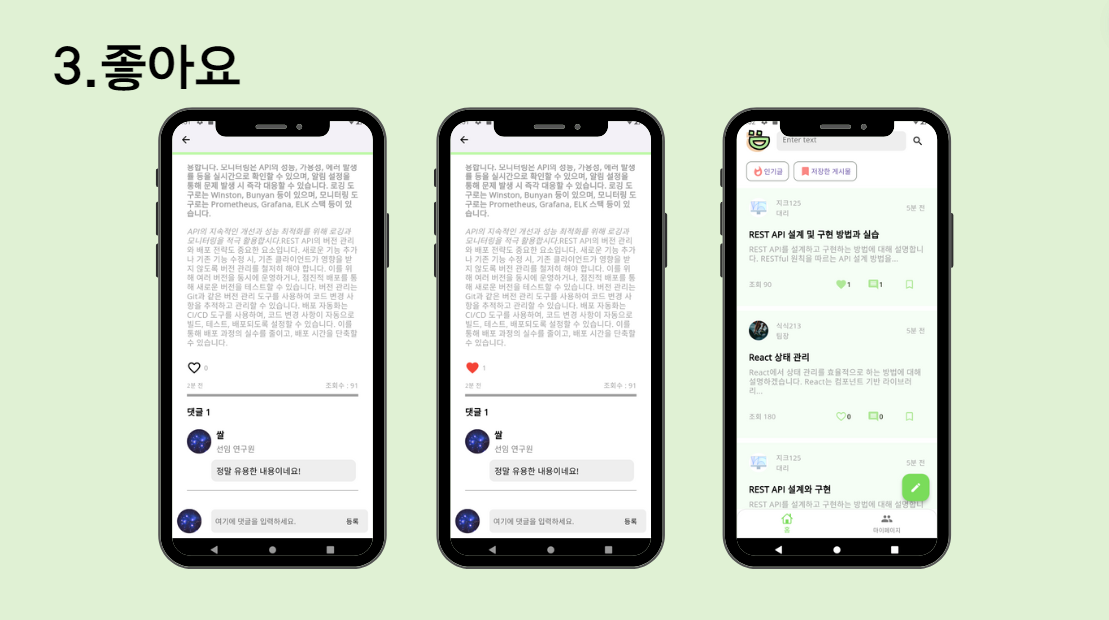 3.좋아요
용합니다. 모니터링은 API의 성능, 가용성, 에러 발생
률 등을 실시간으로 확인할 수 있으며, 알림 설정을
통해 문제 발생 시 즉각 대응할 수 있습니다. 로깅 도
구로는 Winston, Bunyan 등이 있으며, 모니터링 도
구로는 Prometheus, Grafana, ELK 스택 등이 있
습니다.
API의 지속적인 개선과 성능 최적화를 위해 로깅과
모니터링을 적극 활용합시다.REST API의 버전 관리
와 배포 전략도 중요한 요소입니다. 새로운 기능 추가
나 기존 기능 수정 시, 기존 클라이언트가 영향을 받
지 않도록 버전 관리를 철저히 해야 합니다. 이를 위
해 여러 버전을 동시에 운영하거나, 점진적 배포를 통
해 새로운 버전을 테스트할 수 있습니다. 버전 관리는
Git과 같은 버전 관리 도구를 사용하여 코드 변경 사
항을 추적하고 관리할 수 있습니다. 배포 자동화는
CI/CD 도구를 사용하여, 코드 변경 사항이 자동으로
빌드, 테스트, 배포되도록 설정할 수 있습니다. 이를
통해 배포 과정의 실수를 줄이고, 배포 시간을 단축할
수 있습니다.
0
2분 전 조회수 : 91
댓글 1
쌀
선임 연구원
정말 유용한 내용이네요!
여기에 댓글을 입력하세요. 등록
용합니다. 모니터링은 API의 성능, 가용성, 에러 발생
률 등을 실시간으로 확인할 수 있으며, 알림 설정을
통해 문제 발생 시 즉각 대응할 수 있습니다. 로깅 도
구로는 Winston, Bunyan 등이 있으며, 모니터링 도
구로는 Prometheus, Grafana, ELK 스택 등이 있
습니다.
API의 지속적인 개선과 성능 최적화를 위해 로깅과
모니터링을 적극 활용합시다.REST API의 버전 관리
와 배포 전략도 중요한 요소입니다. 새로운 기능 추가
나 기존 기능 수정 시, 기존 클라이언트가 영향을 받
지 않도록 버전 관리를 철저히 해야 합니다. 이를 위
해 여러 버전을 동시에 운영하거나, 점진적 배포를 통
해 새로운 버전을 테스트할 수 있습니다. 버전 관리는
Git과 같은 버전 관리 도구를 사용하여 코드 변경 사
항을 추적하고 관리할 수 있습니다. 배포 자동화는
CI/CD 도구를 사용하여, 코드 변경 사항이 자동으로
빌드, 테스트, 배포되도록 설정할 수 있습니다. 이를
통해 배포 과정의 실수를 줄이고, 배포 시간을 단축할
수 있습니다.
1
2분 전 조회수 : 91
댓글 1
쌀
선임 연구원
정말 유용한 내용이네요!
여기에 댓글을 입력하세요. 등록
Enter text
인기글 저장한 게시물
지크125 5분 전
대리
REST API 설계 및 구현 방법과 실습
REST API를 설계하고 구현하는 방법에 대해 설명합니
다. RESTful 원칙을 따르는 API 설계 방법을...
조회 90 1 1
식식213 5분 전
팀장
React 상태 관리
React에서 상태 관리를 효율적으로 하는 방법에 대해
설명하겠습니다. React는 컴포넌트 기반 라이브러
리...
조회 180 0 0
지크125 5분 전
대리
REST API 설계와 구현
REST API를 설계하고 구현하는 방법에 대해 설명합니
홈 마이페이지